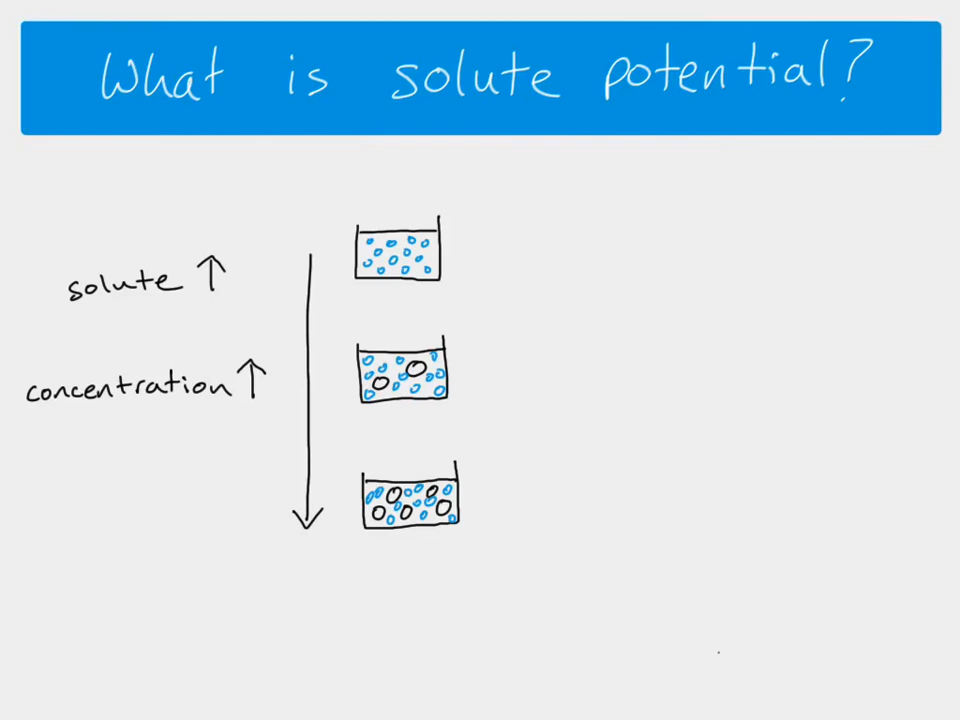 What is solute potential?
solute ↑
concentration ↑